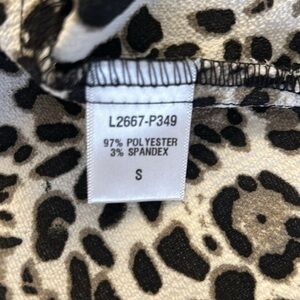 L2667-P349
97% POLYESTER
3% SPANDEX
S